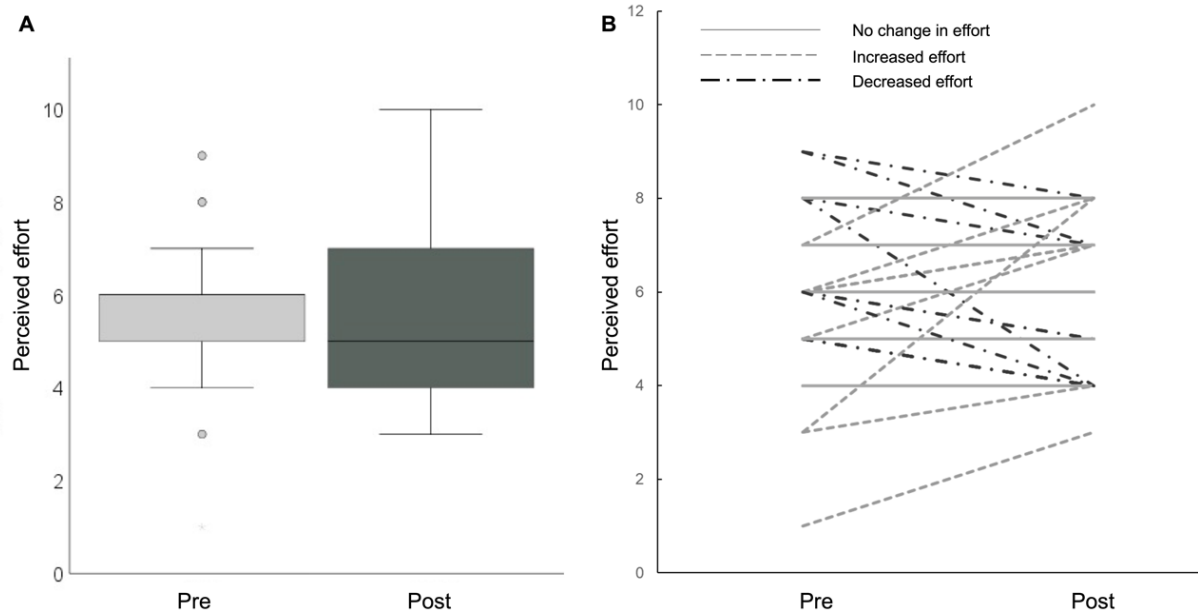 A
Perceived effort
10
8
6
4
2
0
Pre
Post
B
Perceived effort
12
10
8
6
4
2
0
No change in effort
Increased effort
Decreased effort
Pre
Post